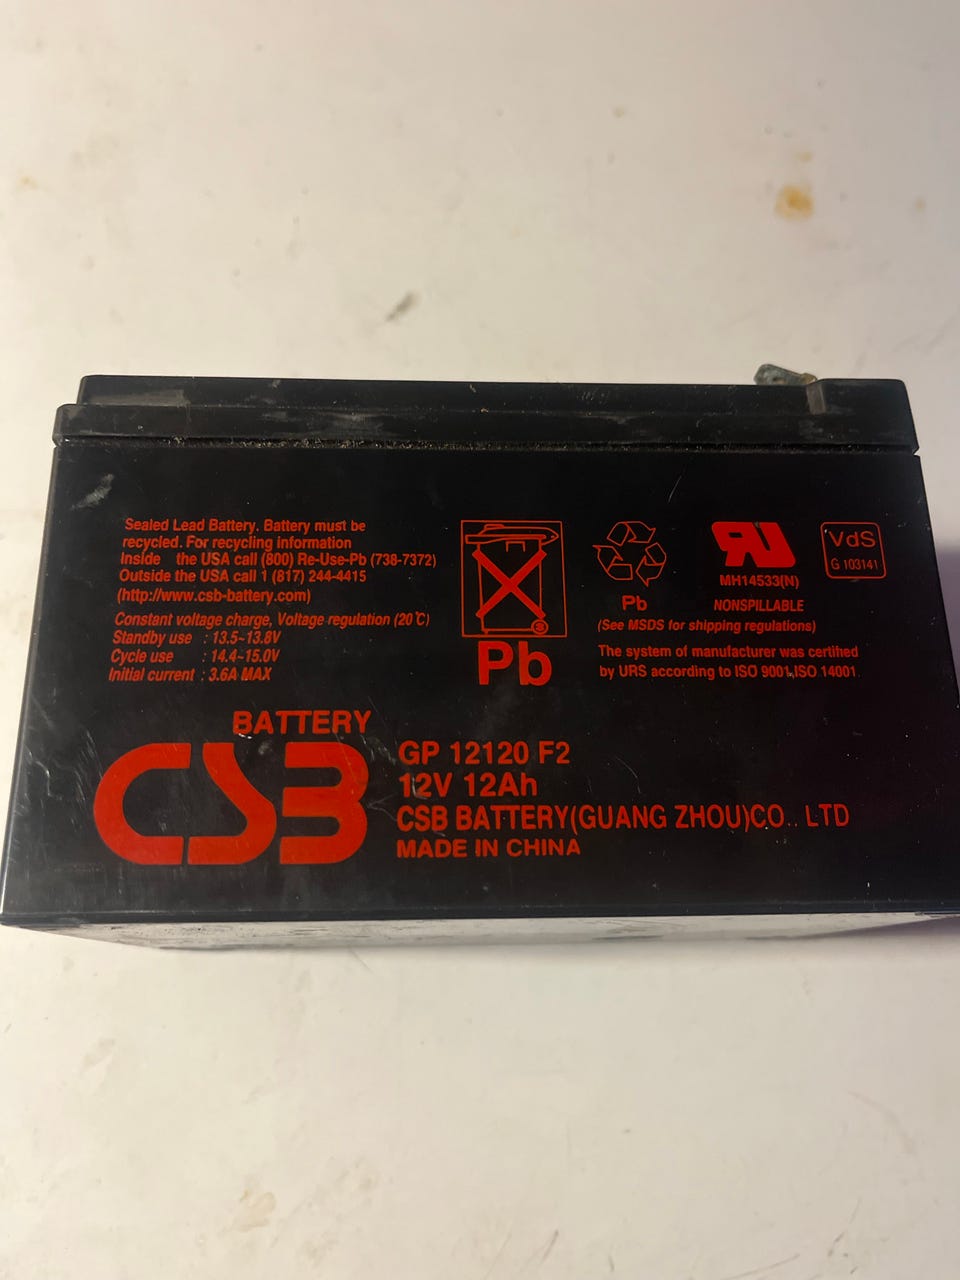 Sealed Lead Battery. Battery must be
recycled. For recycling information
Inside the USA call (800) Re-Use-Pb (738-7372)
Outside the USA call 1 (817) 244-4415
(http://www.csb-battery.com)
Constant voltage charge, Voltage regulation (20℃)
Standby use : 13.5~13.8V
Cycle use : 14.4~15.0V
Initial current : 3.6A MAX
Pb
Pb
RU
MH14533(N)
NONSPILLABLE
(See MSDS for shipping regulations)
VdS
G 103141
The system of manufacturer was certified
by URS according to ISO 9001,ISO 14001.
BATTERY
CSB
GP 12120 F2
12V 12Ah
CSB BATTERY(GUANG ZHOU)CO.. LTD
MADE IN CHINA